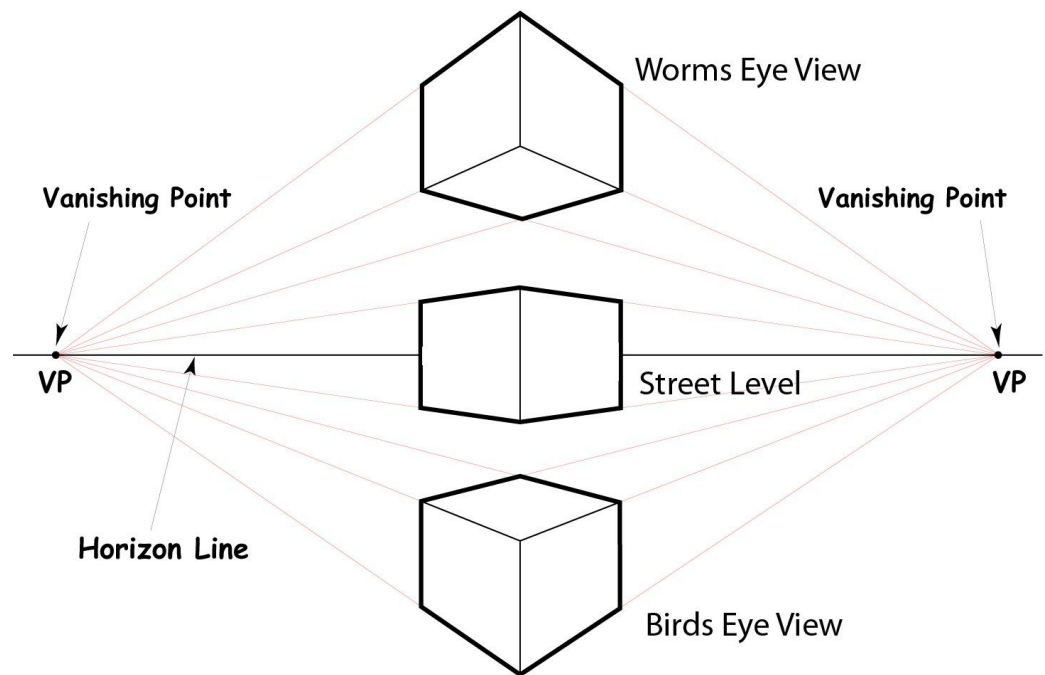 Worms Eye View
Vanishing Point
Vanishing Point
VP
Street Level
VP
Horizon Line
Birds Eye View